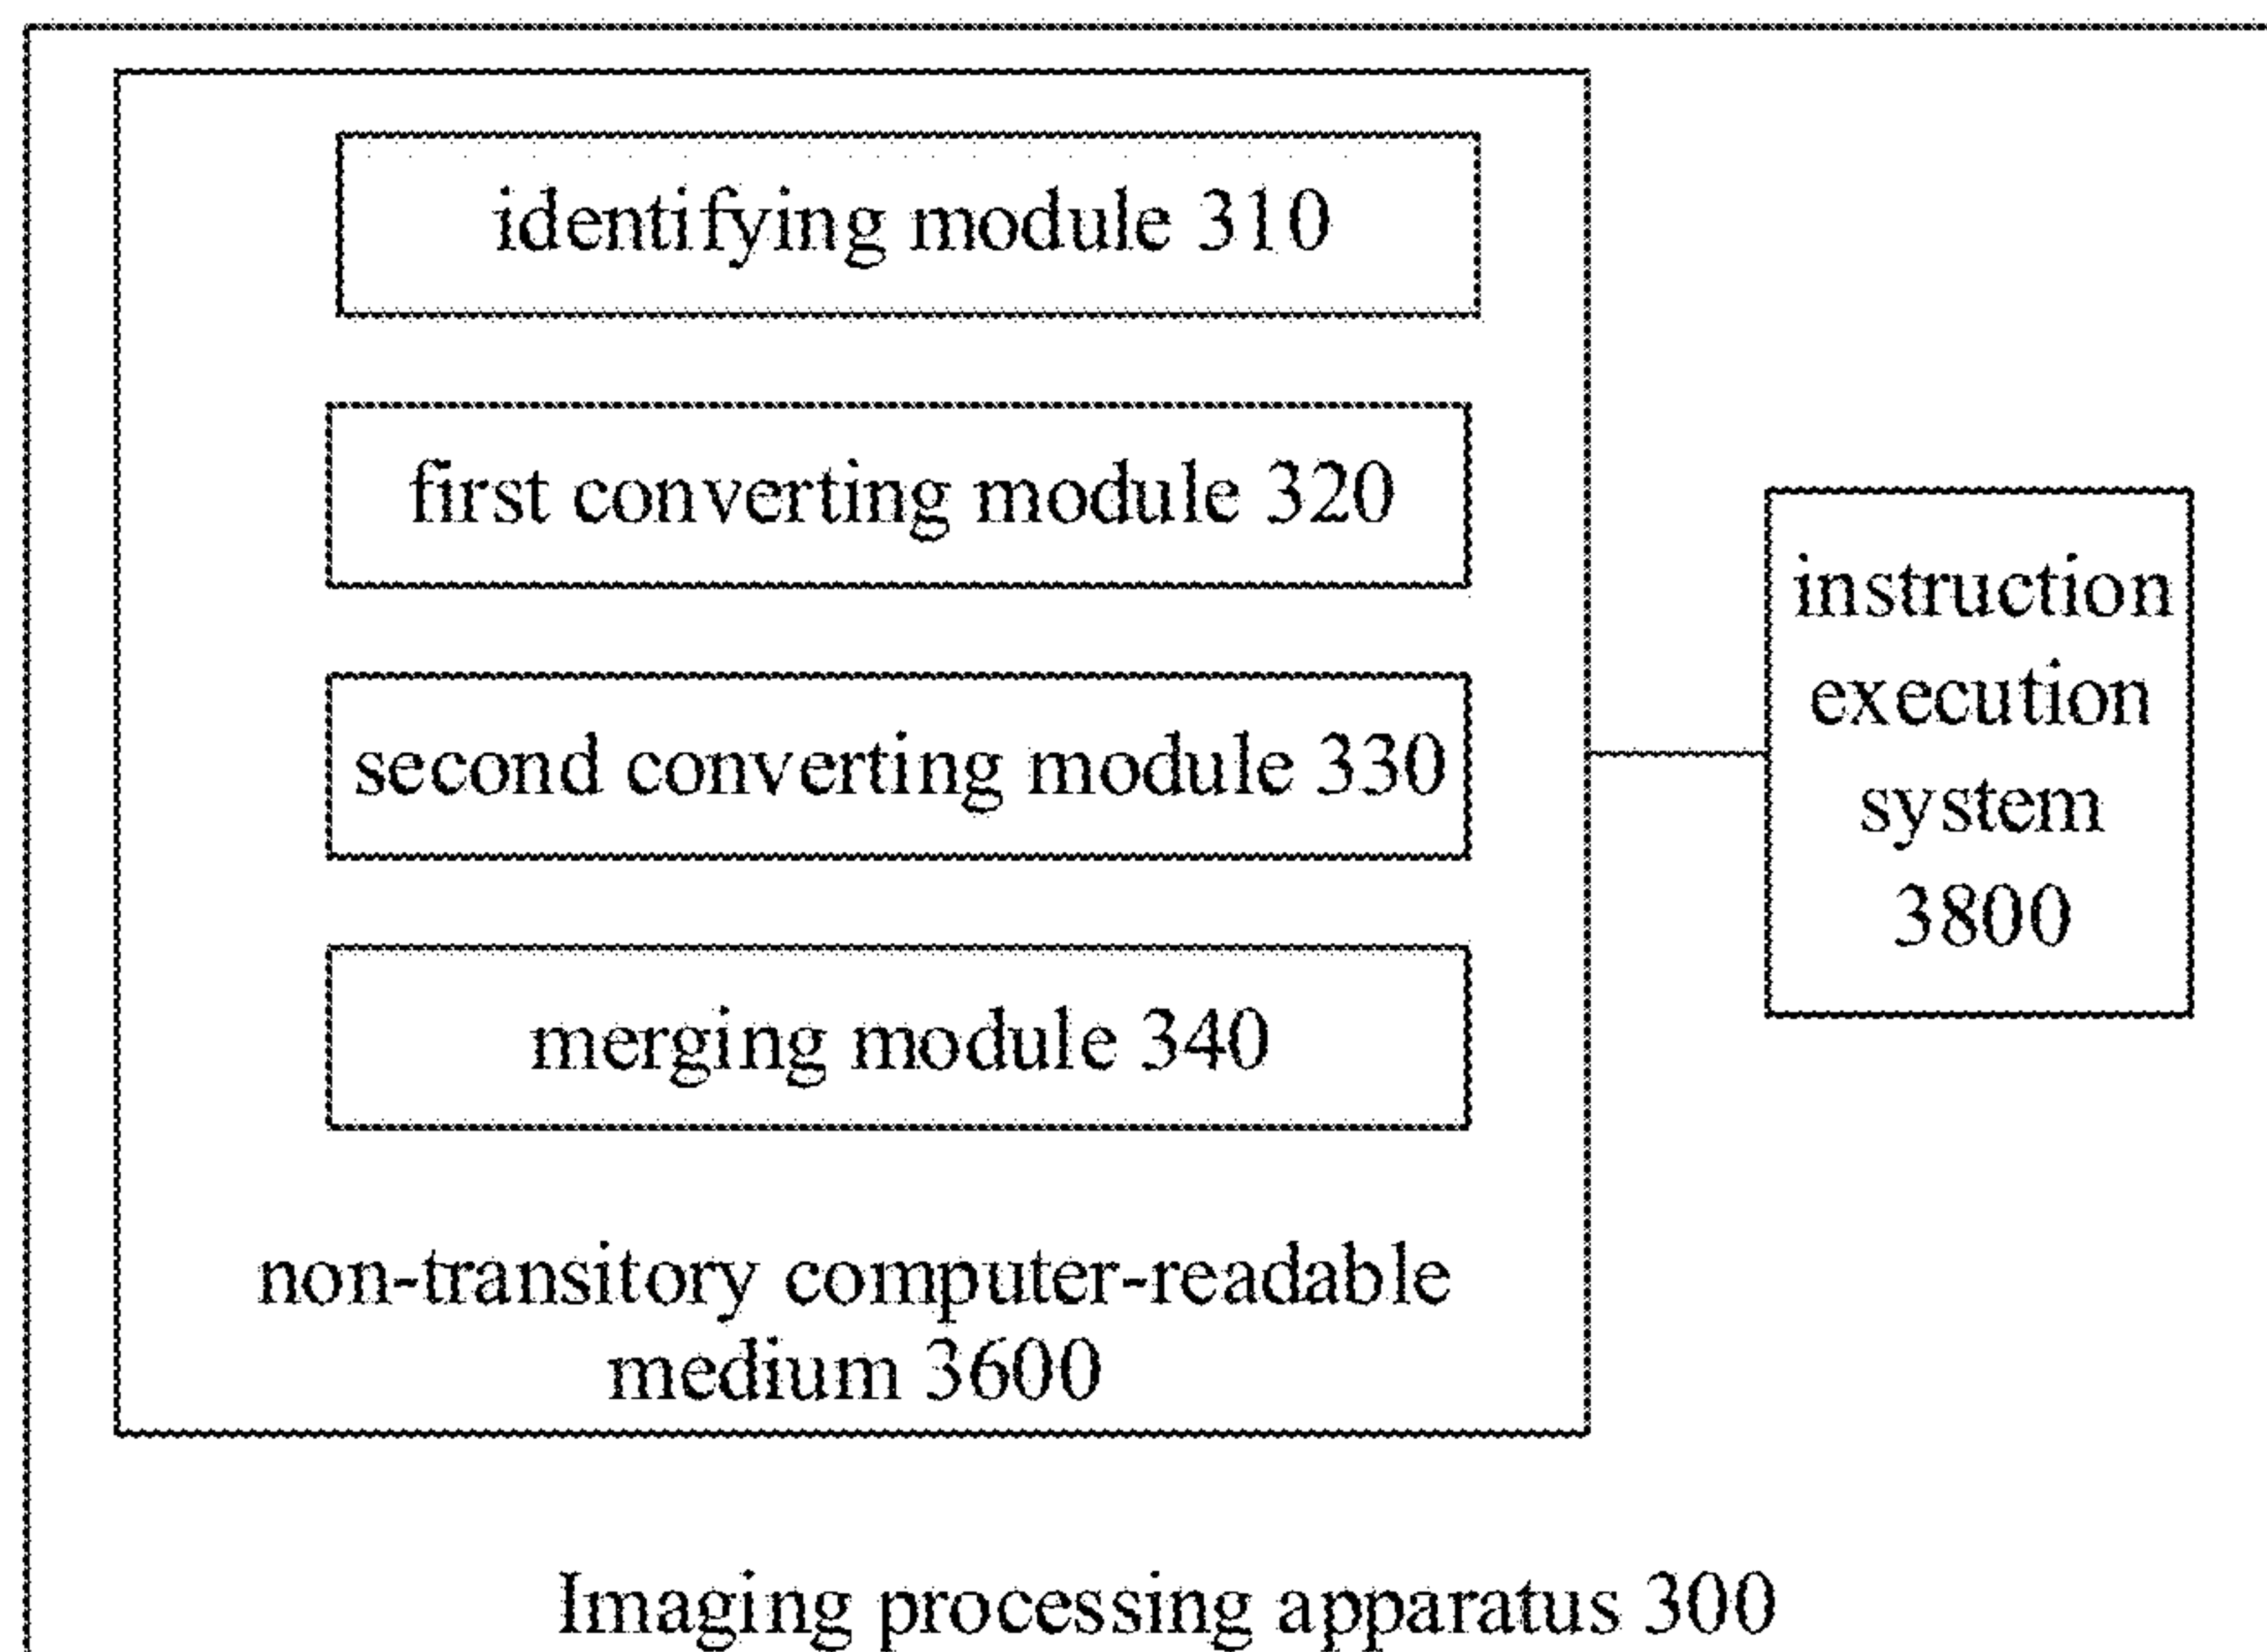 identifying module 310
first converting module 320
second converting module 330
merging module 340
non-transitory computer-readable
medium 3600
instruction
execution
system
3800
Imaging processing apparatus 300